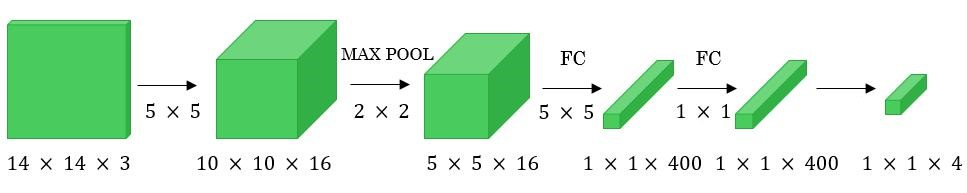 MAX POOL
FC
FC
5 × 5
2 × 2
5 × 5
1 × 1
14 × 14 × 3
10 × 10 × 16
5 × 5 × 16
1 × 1 × 400
1 × 1 × 400
1 × 1 × 4